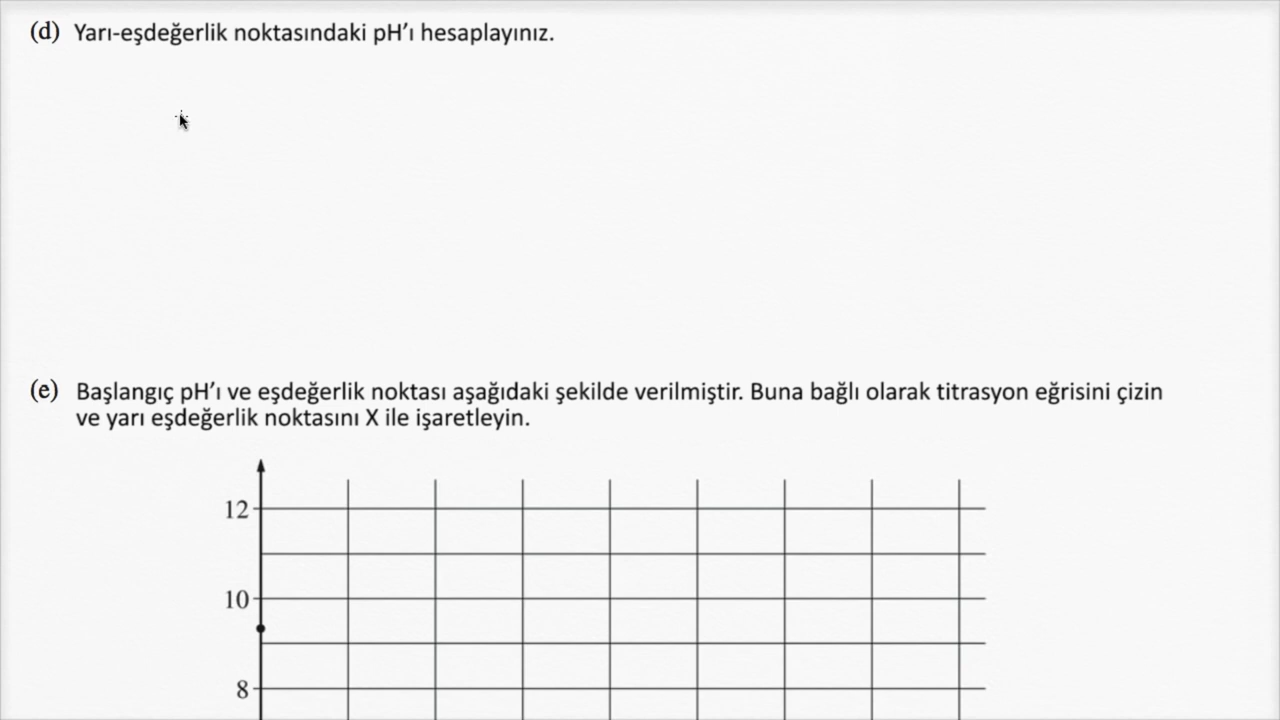 (d) Yarı-eşdeğerlik noktasındaki pH’ı hesaplayınız.
(e) Başlangıç pH’ı ve eşdeğerlik noktası aşağıdaki şekilde verilmiştir. Buna bağlı olarak titrasyon eğrisini çizin
ve yarı eşdeğerlik noktasını X ile işaretleyin.
12
10
8